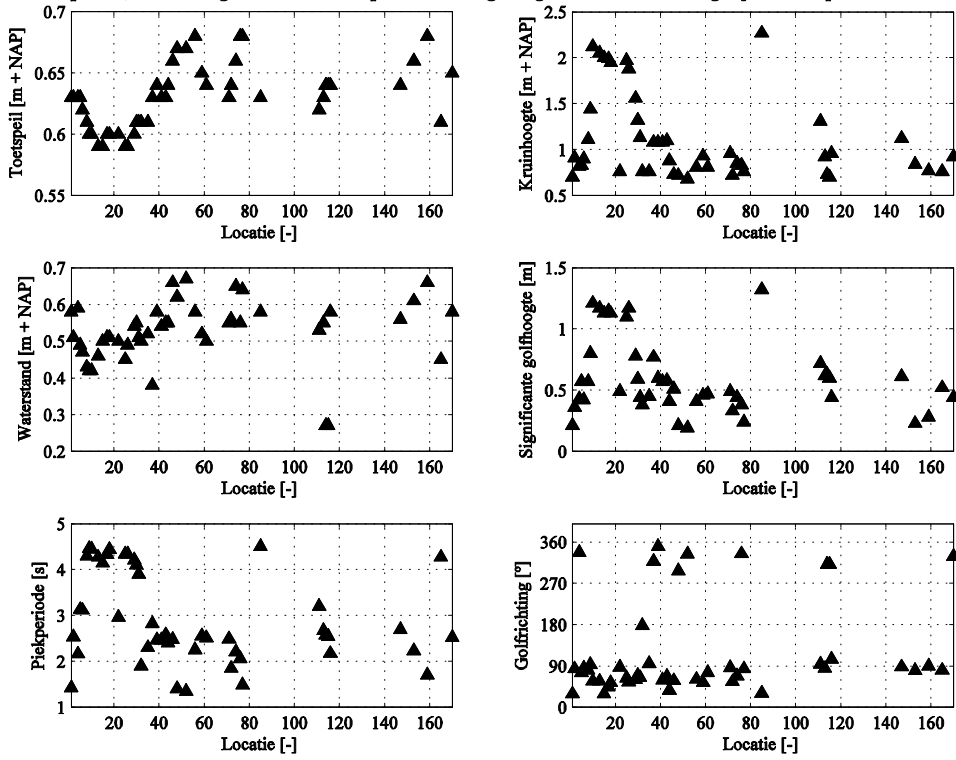 Toetspeil [m + NAP]
0.7
0.65
0.6
0.55
20 40 60 80 100 120 140 160
Locatie [-]
Kruinhoogte [m + NAP]
2.5
2
1.5
1
0.5
20 40 60 80 100 120 140 160
Locatie [-]
Waterstand [m + NAP]
0.7
0.6
0.5
0.4
0.3
0.2
20 40 60 80 100 120 140 160
Locatie [-]
Significante golfhoogte [m]
1.5
1
0.5
0
20 40 60 80 100 120 140 160
Locatie [-]
Piekperiode [s]
5
4
3
2
1
20 40 60 80 100 120 140 160
Locatie [-]
Golfrichting [°]
360
270
180
90
0
20 40 60 80 100 120 140 160
Locatie [-]